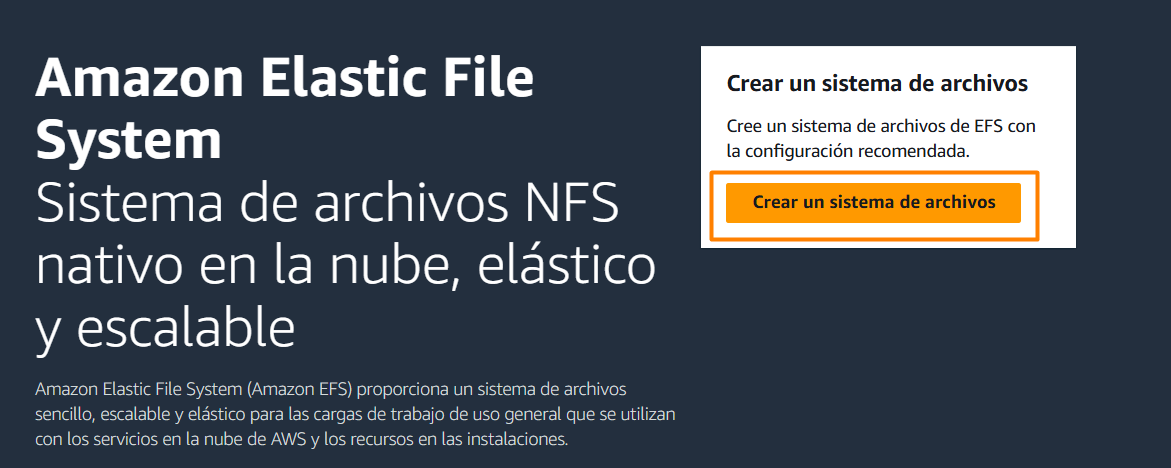 Amazon Elastic File
System
Sistema de archivos NFS
nativo en la nube, elástico
y escalable
Amazon Elastic File System (Amazon EFS) proporciona un sistema de archivos
sencillo, escalable y elástico para las cargas de trabajo de uso general que se utilizan
con los servicios en la nube de AWS y los recursos en las instalaciones.
Crear un sistema de archivos
Cree un sistema de archivos de EFS con
la configuración recomendada.
Crear un sistema de archivos